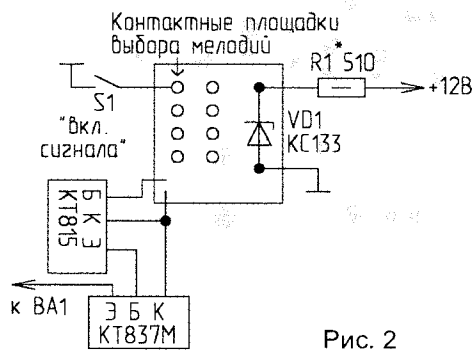 Контактные площадки
выбора мелодий
R1* 510
+12В
S1
"Вкл.
сигнала"
VD1
КС133
Б К Э
КТ815
к ВА1
Э Б К
КТ837М
Рис. 2